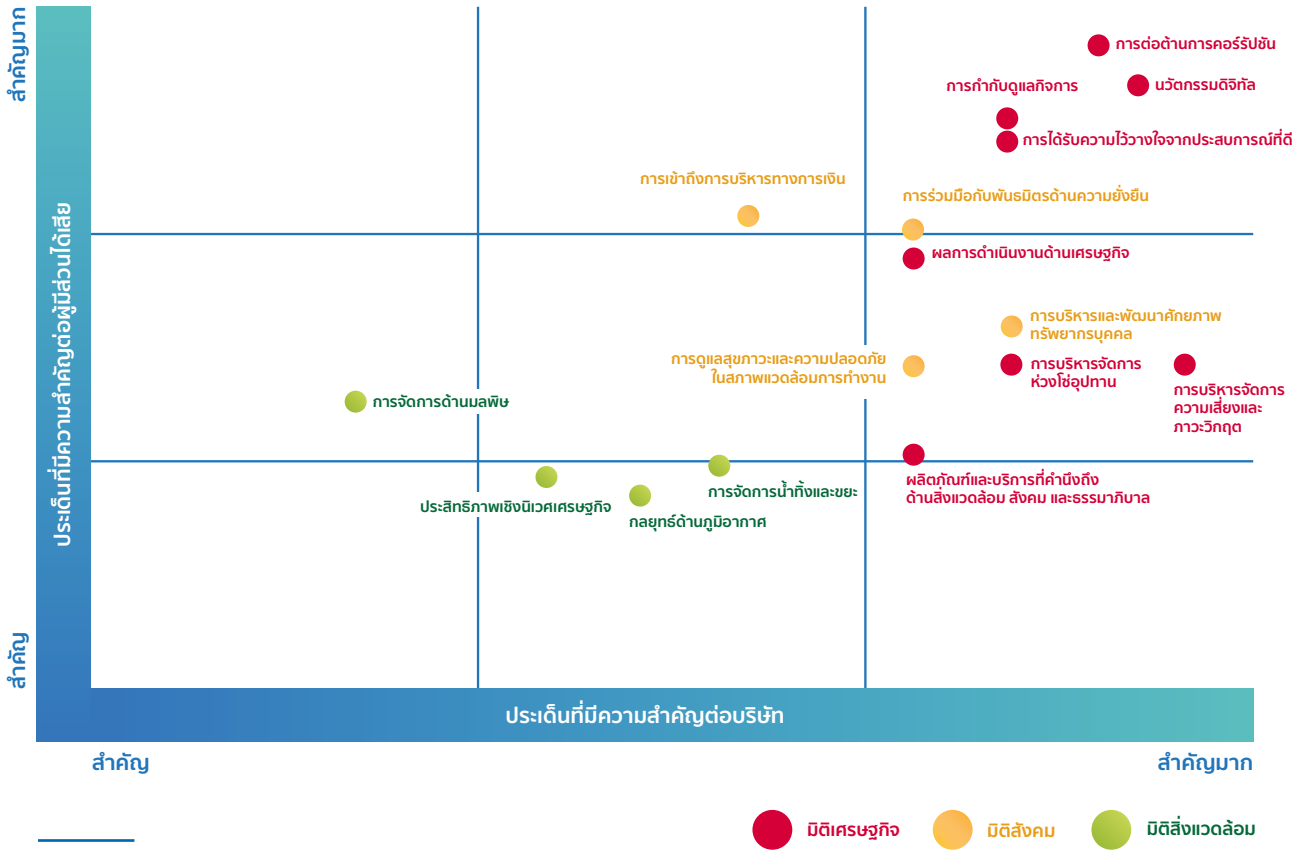 สำคัญมาก
การต่อต้านการคอร์รัปชัน
การกำกับดูแลกิจการ
นวัตกรรมดิจิทัล
การได้รับความไว้วางใจจากประสบการณ์ที่ดี
การเข้าถึงการบริหารทางการเงิน
การร่วมมือกับพันธมิตรด้านความยั่งยืน
ผลการดำเนินงานด้านเศรษฐกิจ
ประเด็นที่มีความสำคัญต่อผู้มีส่วนได้เสีย
การบริหารและพัฒนาศักยภาพ
ทรัพยากรบุคคล
การดูแลสุขภาวะและความปลอดภัย
ในสภาพแวดล้อมการทำงาน
การบริหารจัดการ
ห่วงโซ่อุปทาน
การบริหารจัดการ
ความเสี่ยงและ
ภาวะวิกฤต
การจัดการด้านมลพิษ
ผลิตภัณฑ์และบริการที่คำนึงถึง
ด้านสิ่งแวดล้อม สังคม และธรรมาภิบาล
การจัดการน้ำทิ้งและขยะ
ประสิทธิภาพเชิงนิเวศเศรษฐกิจ
กลยุทธ์ด้านภูมิอากาศ
สำคัญ
ประเด็นที่มีความสำคัญต่อบริษัท
สำคัญ
สำคัญมาก
มิติเศรษฐกิจ
มิติสังคม
มิติสิ่งแวดล้อม